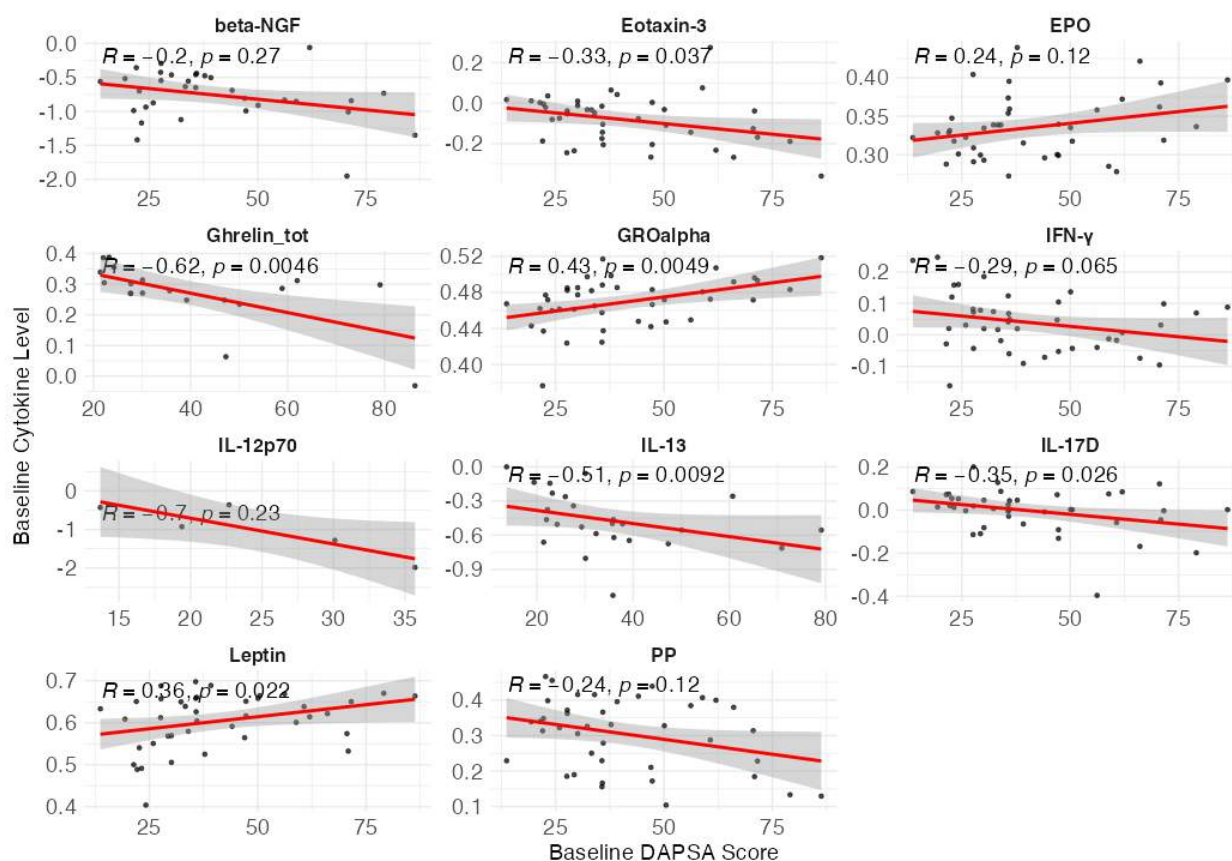 beta-NGF
Eotaxin-3
EPO
R = −0.2, p = 0.27
R = −0.33, p = 0.037
R = 0.24, p = 0.12
0.0
-0.5
-1.0
-1.5
-2.0
0.2
0.0
-0.2
0.40
0.35
0.30
25 50 75
25 50 75
25 50 75
Ghrelin_tot
GROalpha
IFN-γ
R = −0.62, p = 0.0046
R = 0.43, p = 0.0049
R = −0.29, p = 0.065
0.4
0.3
0.2
0.1
0.0
0.52
0.48
0.44
0.40
0.2
0.1
0.0
-0.1
20 40 60 80
25 50 75
25 50 75
IL-12p70
IL-13
IL-17D
R = −0.7, p = 0.23
R = −0.51, p = 0.0092
R = −0.35, p = 0.026
0
-1
-2
0.0
-0.3
-0.6
-0.9
0.2
0.0
-0.2
-0.4
15 20 25 30 35
20 40 60 80
25 50 75
Leptin
PP
R = 0.36, p = 0.022
R = −0.24, p = 0.12
0.7
0.6
0.5
0.4
0.4
0.3
0.2
0.1
25 50 75
25 50 75
Baseline Cytokine Level
Baseline DAPSA Score